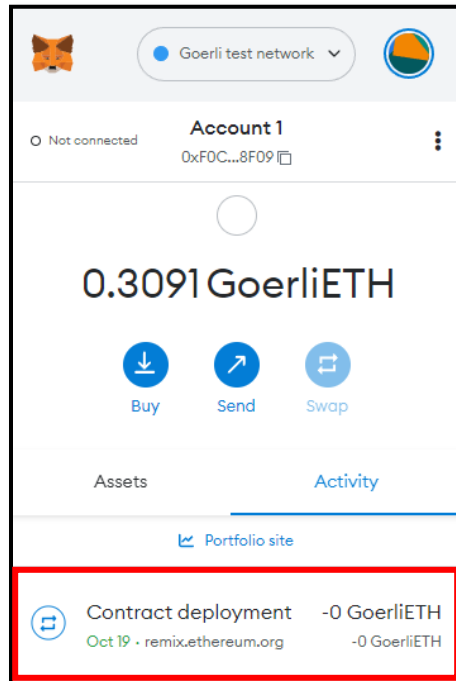 Goerli test network
Not connected
Account 1
0xF0C...8F09
0.3091 GoerliETH
Buy Send Swap
Assets Activity
Portfolio site
Contract deployment -0 GoerliETH
Oct 19 · remix.ethereum.org -0 GoerliETH